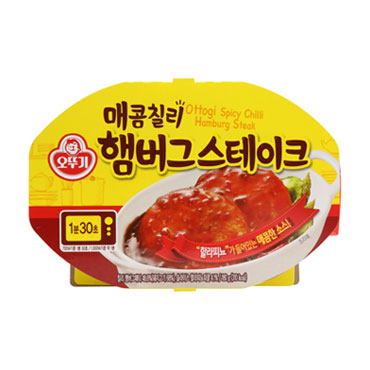 매콤칠리
Ottogi Spicy Chilli
Hamburg Steak
햄버그스테이크
오뚜기
1분30초
"할라피뇨"가 들어있는 매콤한 소스!